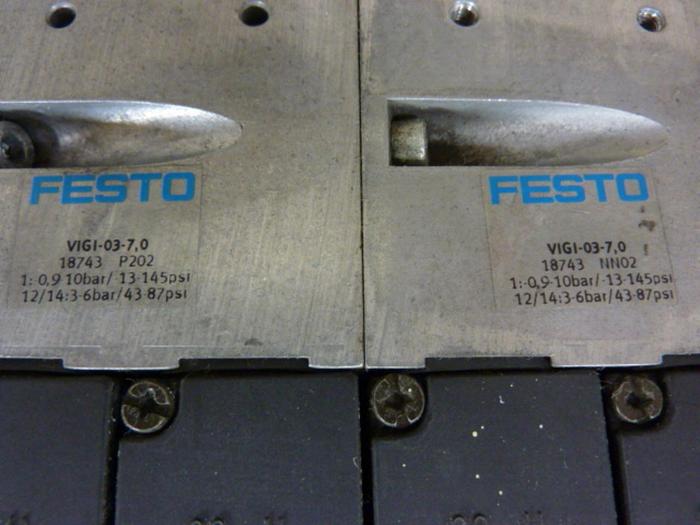 FESTO
VIGI-03-7,0
18743 P202
1:-0,9-10bar/-13-145psi
12/14:3-6bar/43-87psi
FESTO
VIGI-03-7,0
18743 NN02
1:-0,9-10bar/-13-145psi
12/14:3-6bar/43-87psi